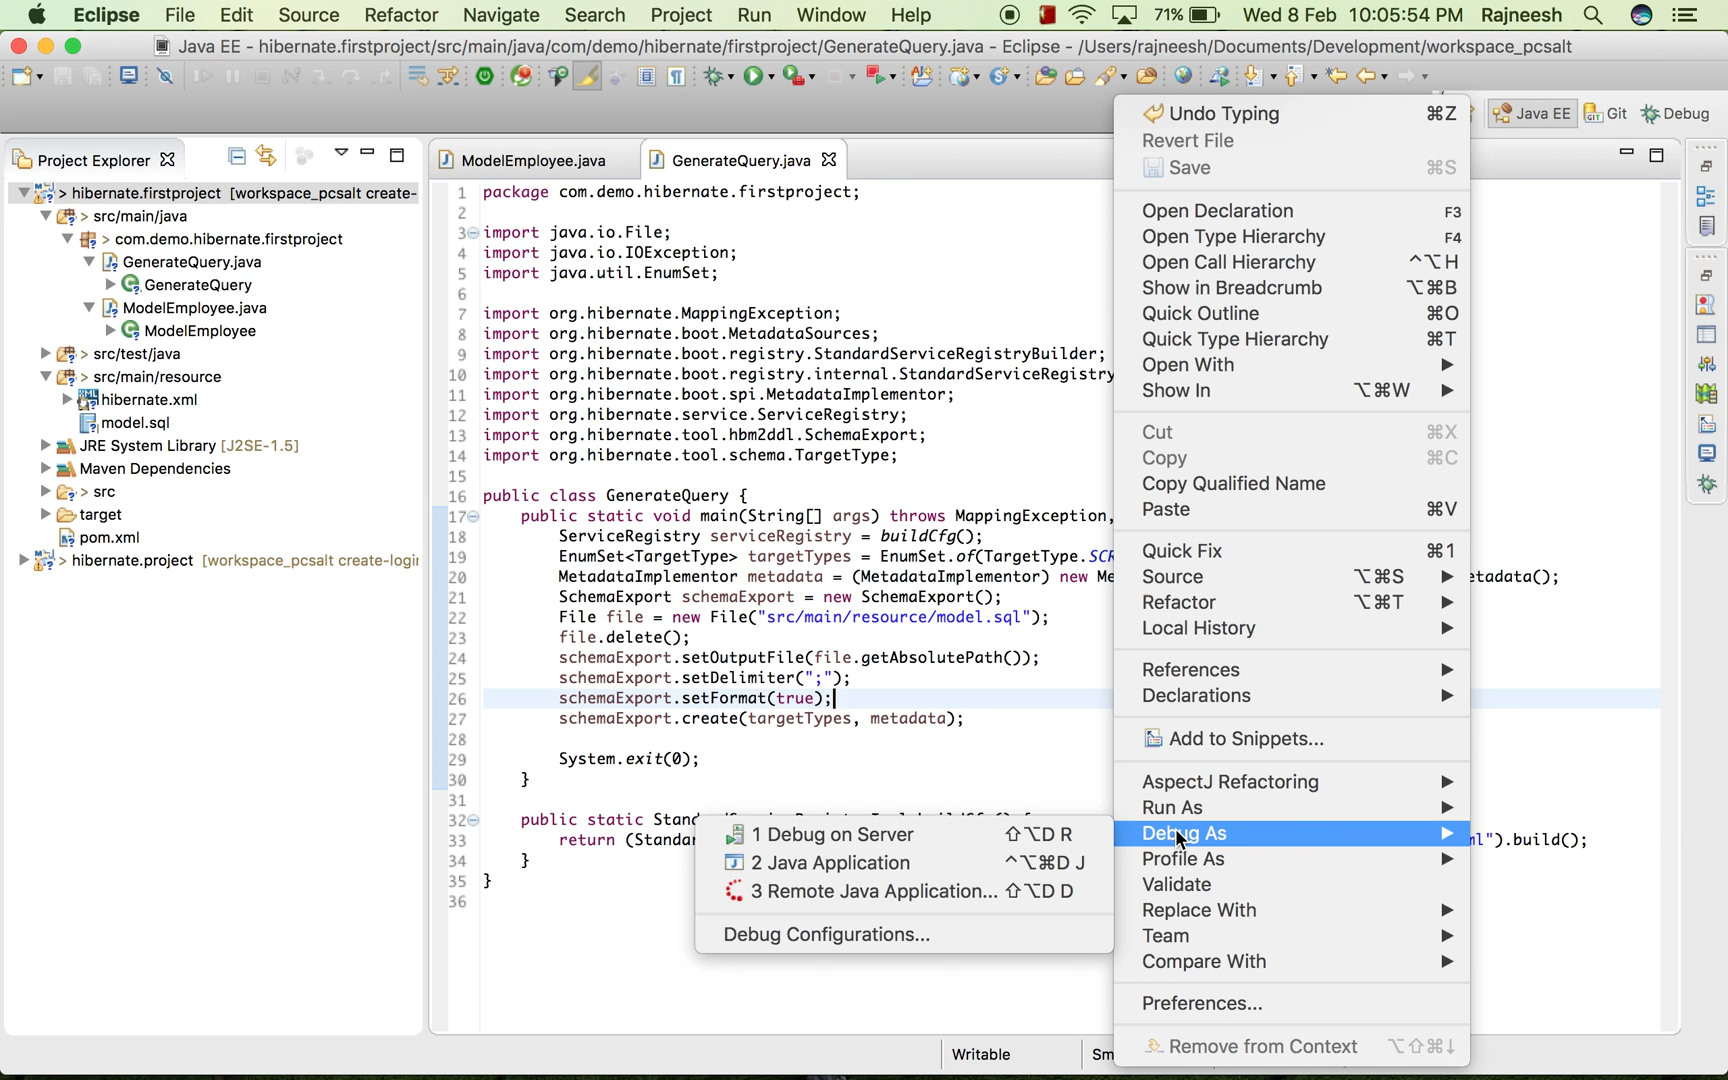 Eclipse File Edit Source Refactor Navigate Search Project Run Window Help 71% Wed 8 Feb 10:05:54 PM Rajneesh
Java EE - hibernate.firstproject/src/main/java/com/demo/hibernate/firstproject/GenerateQuery.java - Eclipse - /Users/rajneesh/Documents/Development/workspace_pcsalt
Java EE Git Debug
Project Explorer
> hibernate.firstproject [workspace_pcsalt create-
> src/main/java
> com.demo.hibernate.firstproject
GenerateQuery.java
GenerateQuery
ModelEmployee.java
ModelEmployee
> src/test/java
> src/main/resource
hibernate.xml
model.sql
JRE System Library [J2SE-1.5]
Maven Dependencies
> src
target
pom.xml
> hibernate.project [workspace_pcsalt create-login
ModelEmployee.java GenerateQuery.java
1 package com.demo.hibernate.firstproject;
2
3 import java.io.File;
4 import java.io.IOException;
5 import java.util.EnumSet;
6
7 import org.hibernate.MappingException;
8 import org.hibernate.boot.MetadataSources;
9 import org.hibernate.boot.registry.StandardServiceRegistryBuilder;
10 import org.hibernate.boot.registry.internal.StandardServiceRegistry
11 import org.hibernate.boot.spi.MetadataImplementor;
12 import org.hibernate.service.ServiceRegistry;
13 import org.hibernate.tool.hbm2ddl.SchemaExport;
14 import org.hibernate.tool.schema.TargetType;
15
16 public class GenerateQuery {
17 public static void main(String[] args) throws MappingException,
18 ServiceRegistry serviceRegistry = buildCfg();
19 EnumSet<TargetType> targetTypes = EnumSet.of(TargetType.SCR
20 MetadataImplementor metadata = (MetadataImplementor) new Me etadata();
21 SchemaExport schemaExport = new SchemaExport();
22 File file = new File("src/main/resource/model.sql");
23 file.delete();
24 schemaExport.setOutputFile(file.getAbsolutePath());
25 schemaExport.setDelimiter(";");
26 schemaExport.setFormat(true);
27 schemaExport.create(targetTypes, metadata);
28
29 System.exit(0);
30 }
31
32 public static Stan
33 return (Standar ml").build();
34 }
35 }
36
Undo Typing ⌘Z
Revert File
Save ⌘S
Open Declaration F3
Open Type Hierarchy F4
Open Call Hierarchy ^⌥H
Show in Breadcrumb ⌥⌘B
Quick Outline ⌘O
Quick Type Hierarchy ⌘T
Open With
Show In ⌥⌘W
Cut ⌘X
Copy ⌘C
Copy Qualified Name
Paste ⌘V
Quick Fix ⌘1
Source ⌥⌘S
Refactor ⌥⌘T
Local History
References
Declarations
Add to Snippets...
AspectJ Refactoring
Run As
Debug As
Profile As
Validate
Replace With
Team
Compare With
Preferences...
Remove from Context ⌥⇧⌘↓
1 Debug on Server ⇧⌥D R
2 Java Application ^⌥⌘D J
3 Remote Java Application... ⇧⌥D D
Debug Configurations...
Writable Sm